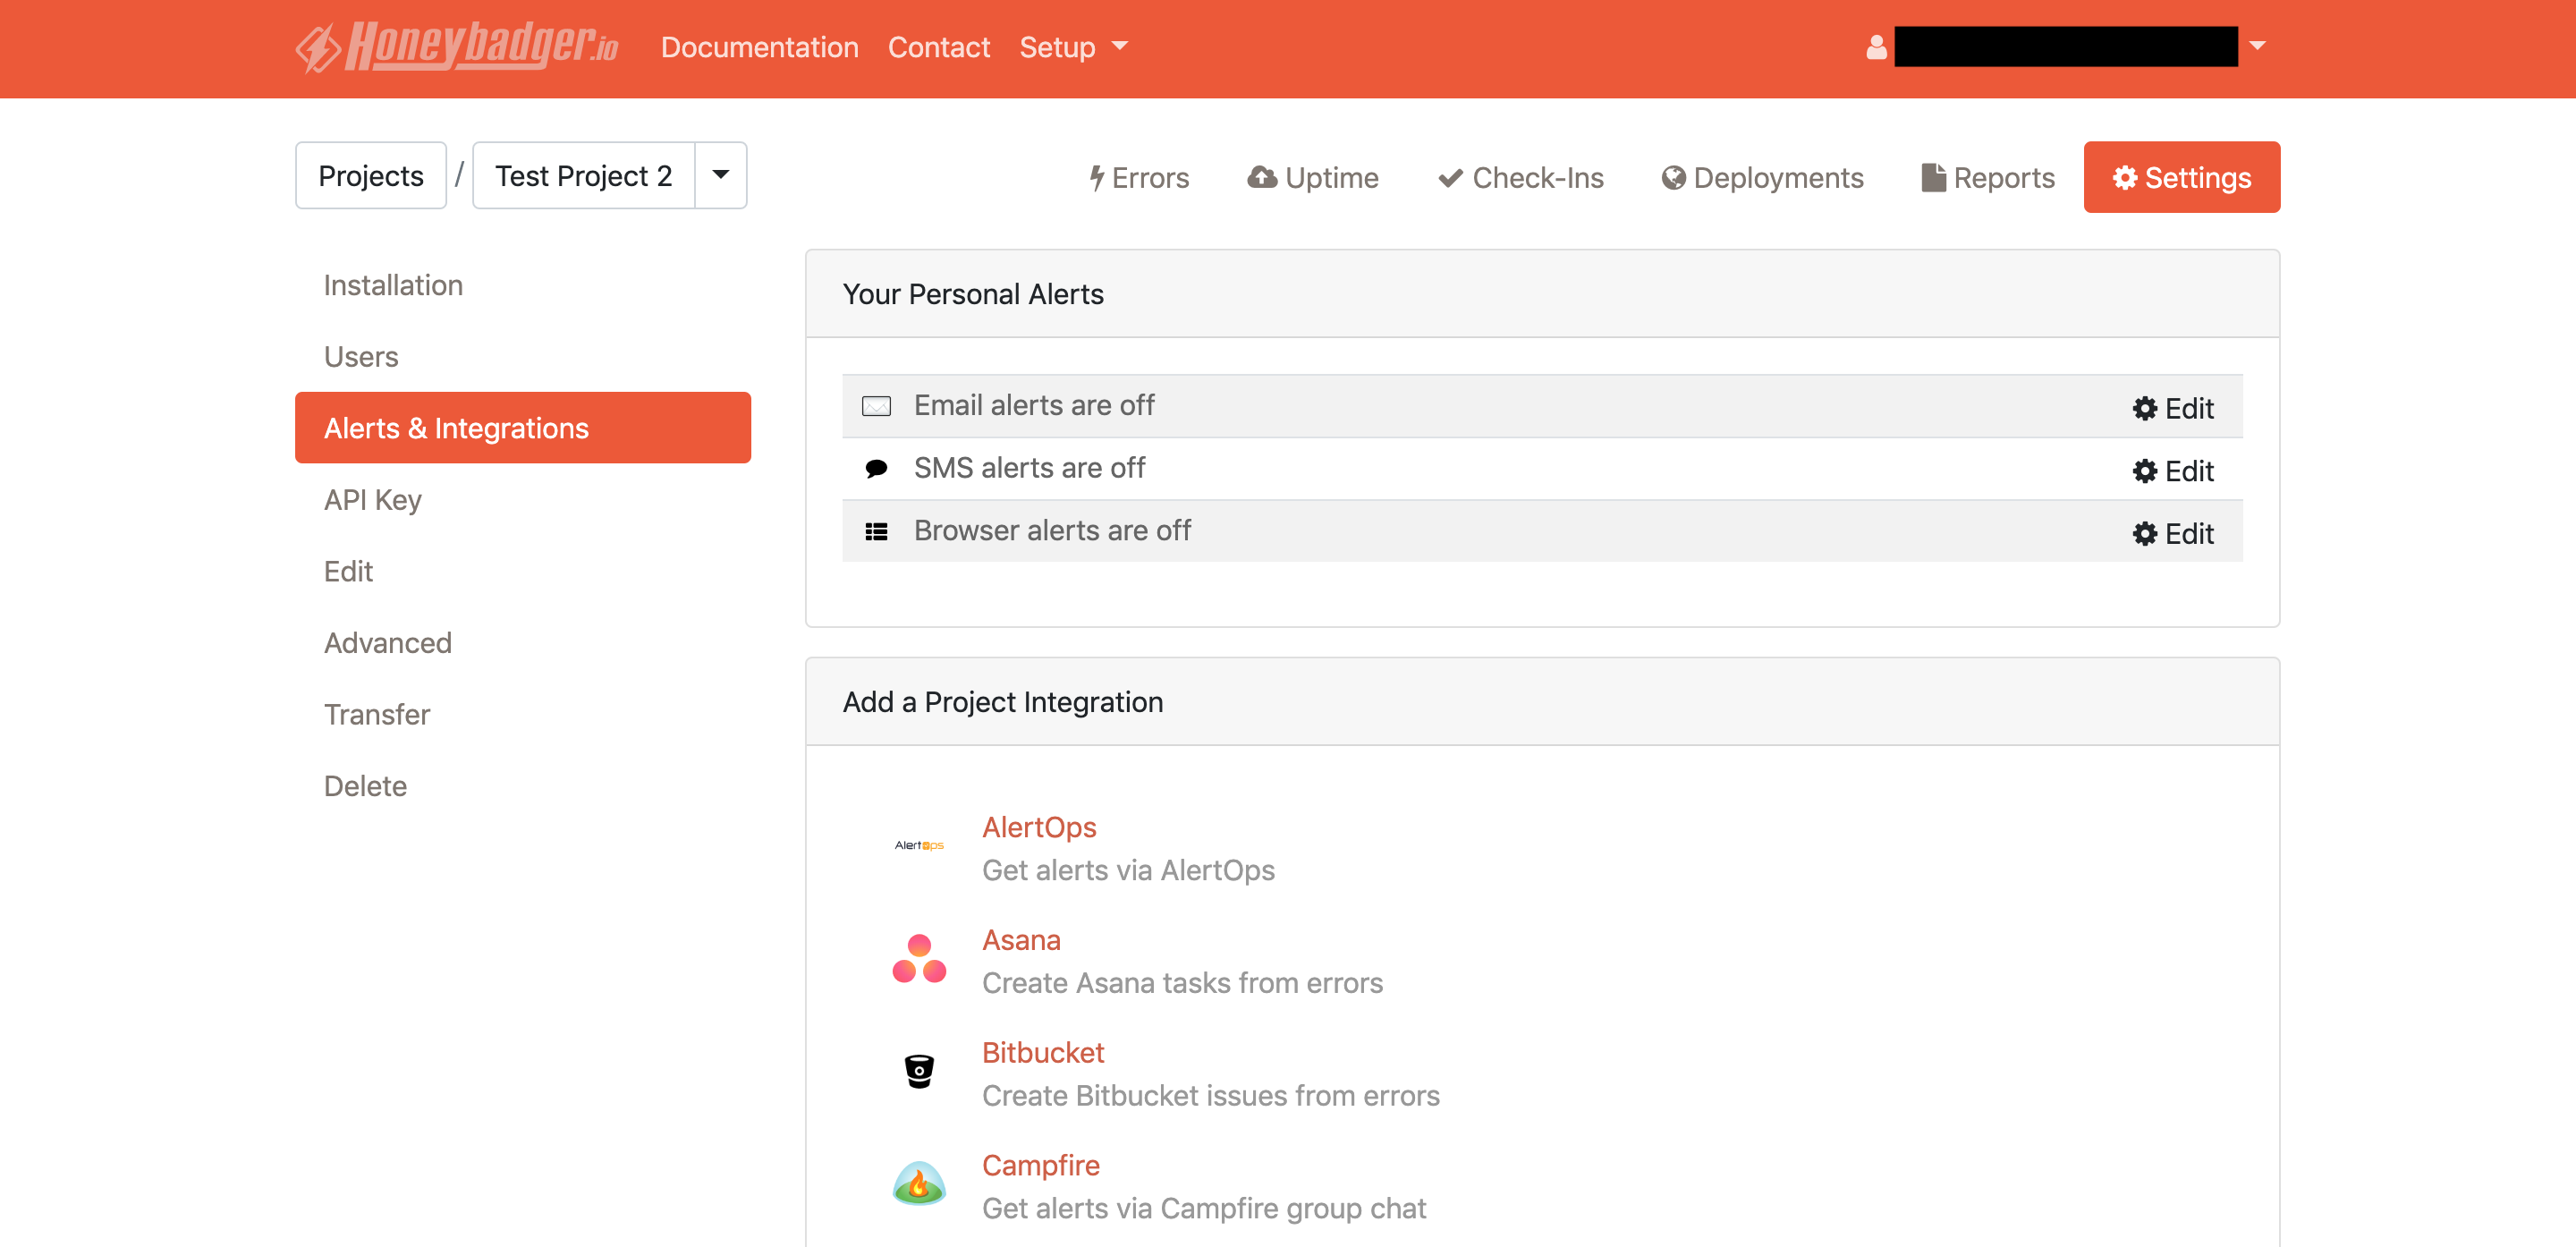 Honeybadger.io Documentation Contact Setup
Projects / Test Project 2
Errors Uptime Check-Ins Deployments Reports Settings
Installation
Users
Alerts & Integrations
API Key
Edit
Advanced
Transfer
Delete
Your Personal Alerts
Email alerts are off Edit
SMS alerts are off Edit
Browser alerts are off Edit
Add a Project Integration
AlertOps
AlertOps
Get alerts via AlertOps
Asana
Create Asana tasks from errors
Bitbucket
Create Bitbucket issues from errors
Campfire
Get alerts via Campfire group chat